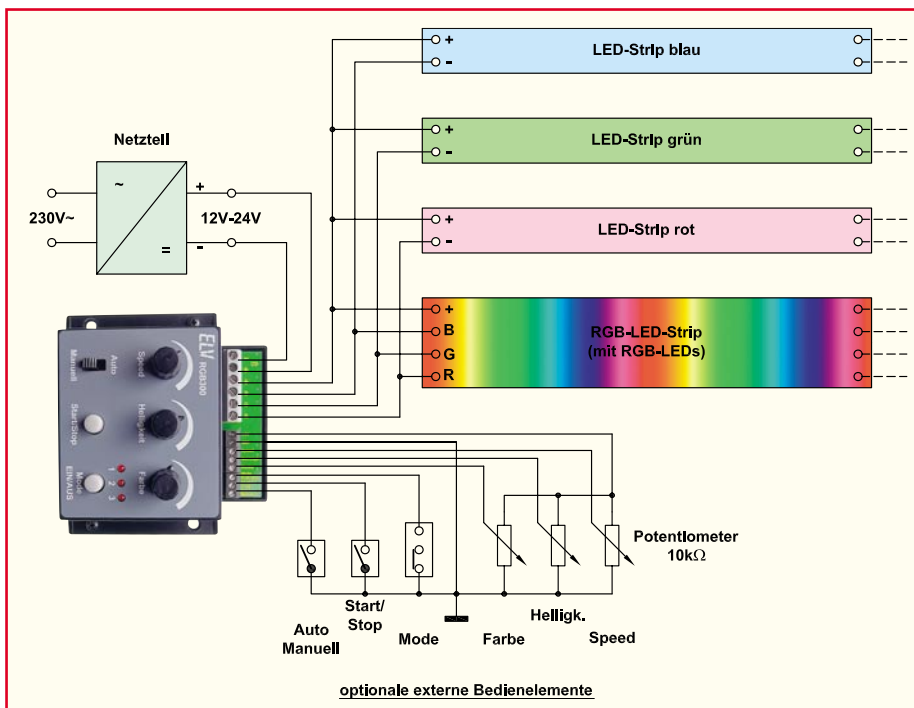 +
-
LED-Strip blau
+
-
LED-Strip grün
Netzteil
~
=
+
-
230V~
12V-24V
+
-
LED-Strip rot
+
B
G
R
RGB-LED-Strip
(mit RGB-LEDs)
ELV RGB300
Speed
Auto
Manuell
Helligkeit
Start/Stop
Farbe
1
2
3
Mode
EIN/AUS
Potentiometer
10kΩ
Auto
Manuell
Start/
Stop
Mode
Farbe
Helligk.
Speed
optionale externe Bedienelemente